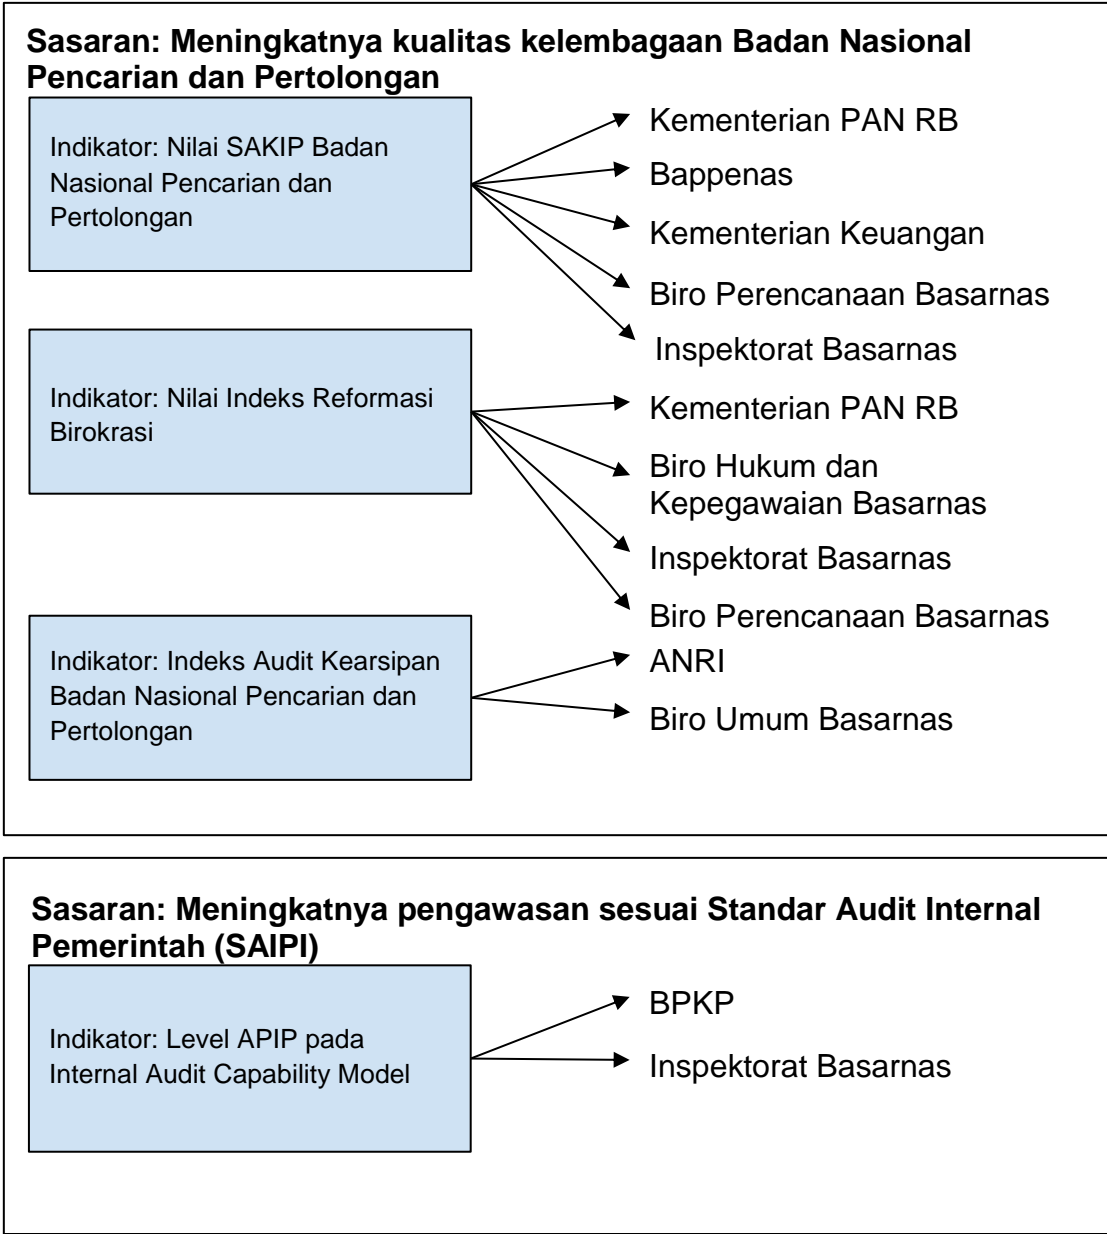 Sasaran: Meningkatnya kualitas kelembagaan Badan Nasional
Pencarian dan Pertolongan
Indikator: Nilai SAKIP Badan
Nasional Pencarian dan
Pertolongan
Kementerian PAN RB
Bappenas
Kementerian Keuangan
Biro Perencanaan Basarnas
Inspektorat Basarnas
Indikator: Nilai Indeks Reformasi
Birokrasi
Kementerian PAN RB
Biro Hukum dan
Kepegawaian Basarnas
Inspektorat Basarnas
Biro Perencanaan Basarnas
Indikator: Indeks Audit Kearsipan
Badan Nasional Pencarian dan
Pertolongan
ANRI
Biro Umum Basarnas
Sasaran: Meningkatnya pengawasan sesuai Standar Audit Internal
Pemerintah (SAIPI)
Indikator: Level APIP pada
Internal Audit Capability Model
BPKP
Inspektorat Basarnas